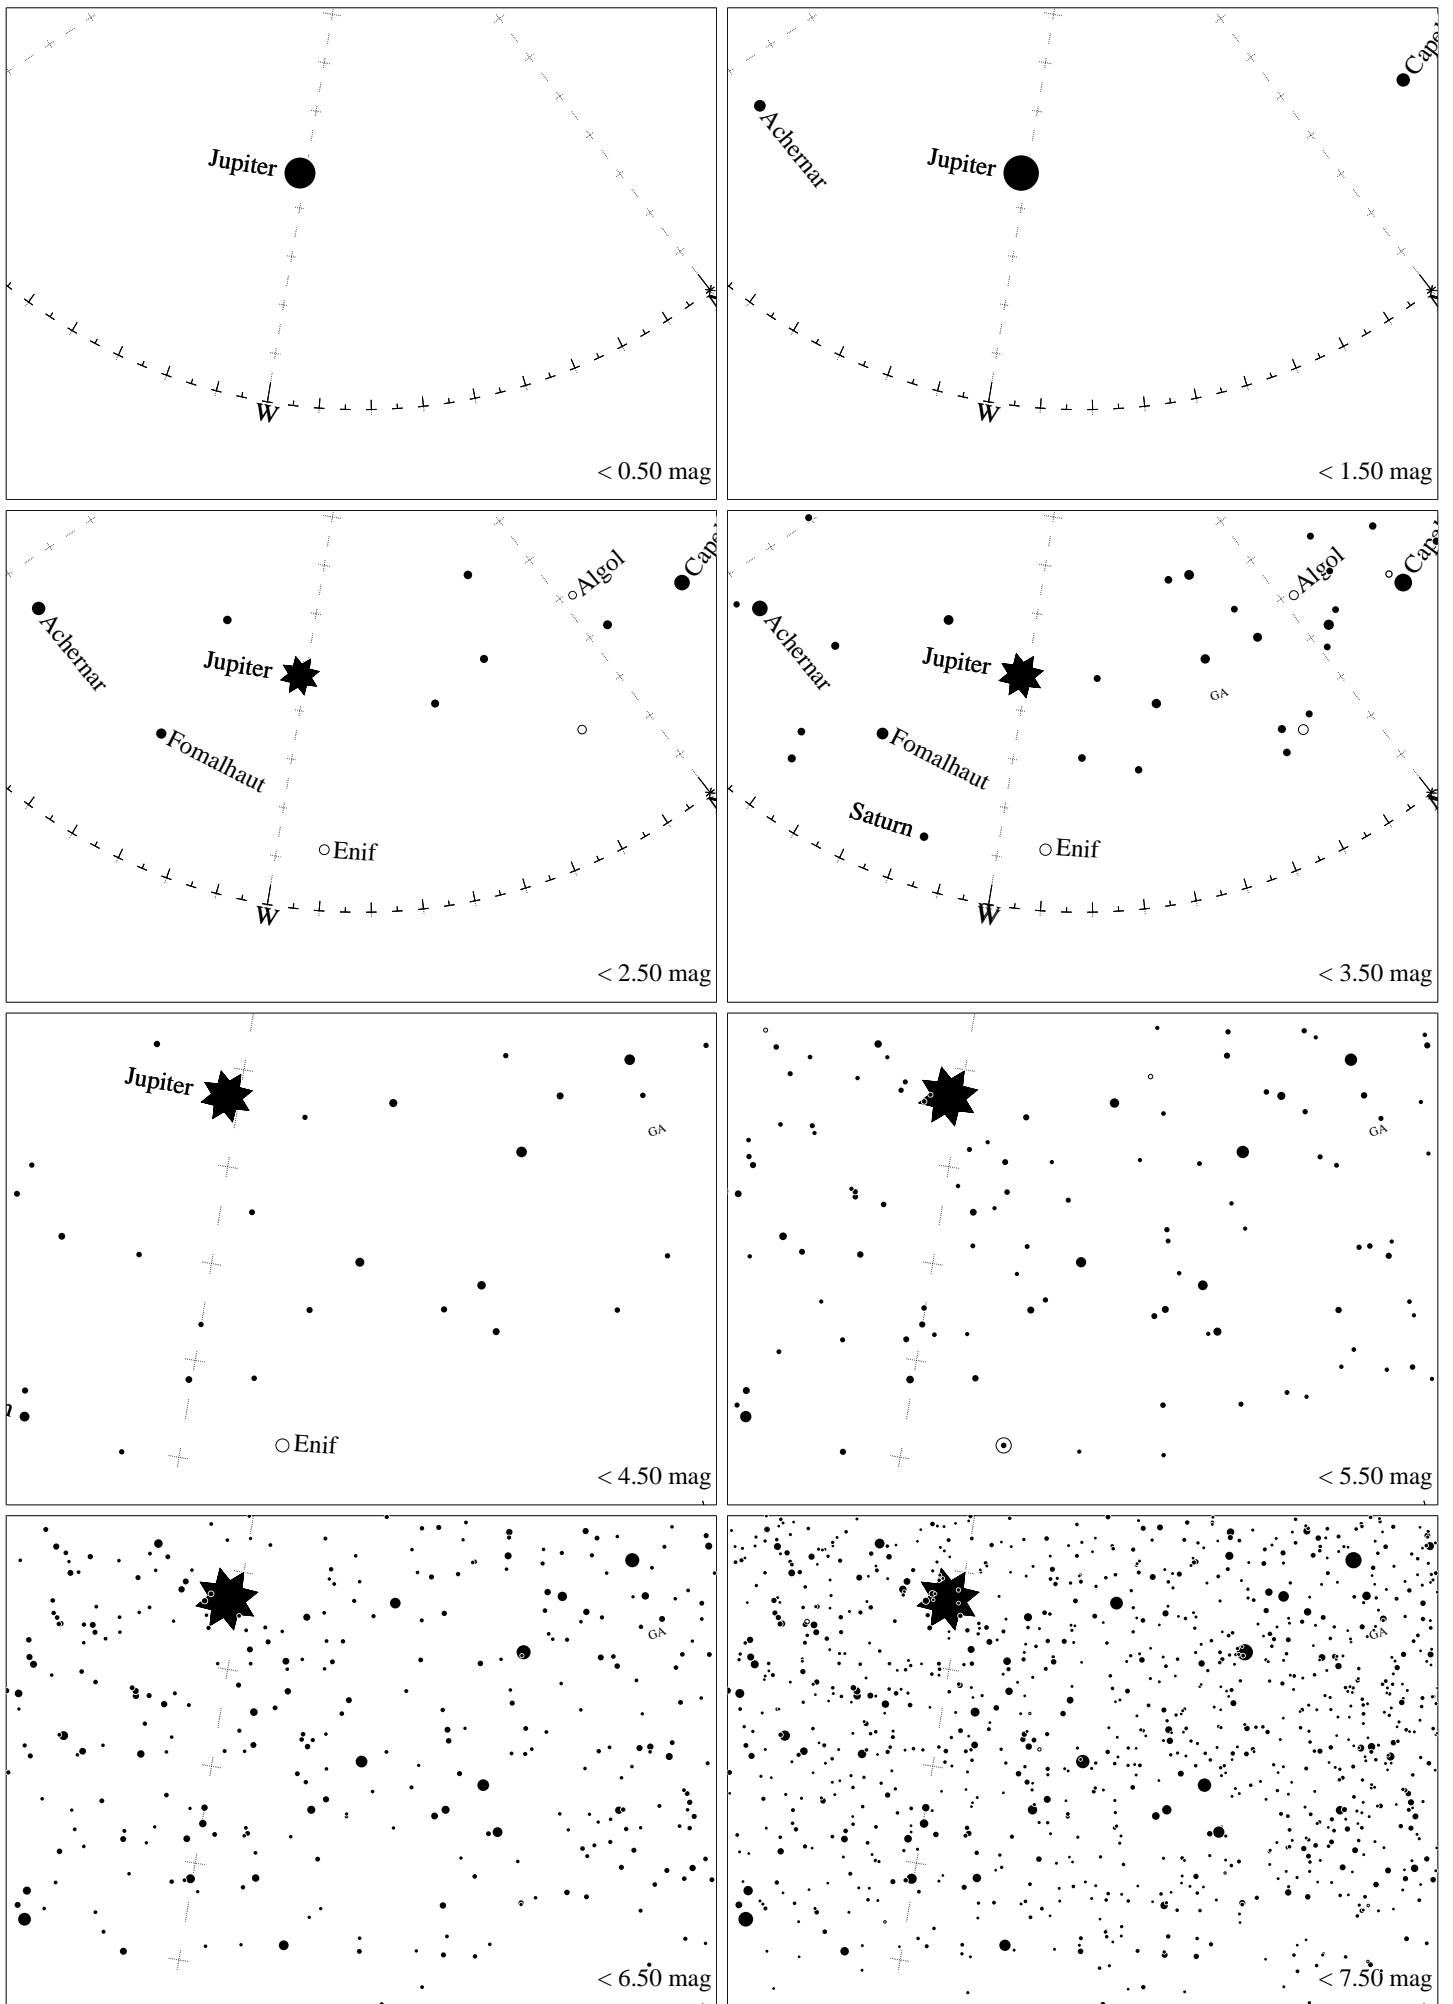 Jupiter
W
< 0.50 mag
Achernar
Jupiter
W
< 1.50 mag
Algol
Achernar
Jupiter
Fomalhaut
Enif
W
< 2.50 mag
Algol
Achernar
Jupiter
GA
Fomalhaut
Saturn
Enif
W
< 3.50 mag
Jupiter
GA
Enif
< 4.50 mag
GA
< 5.50 mag
GA
< 6.50 mag
GA
< 7.50 mag